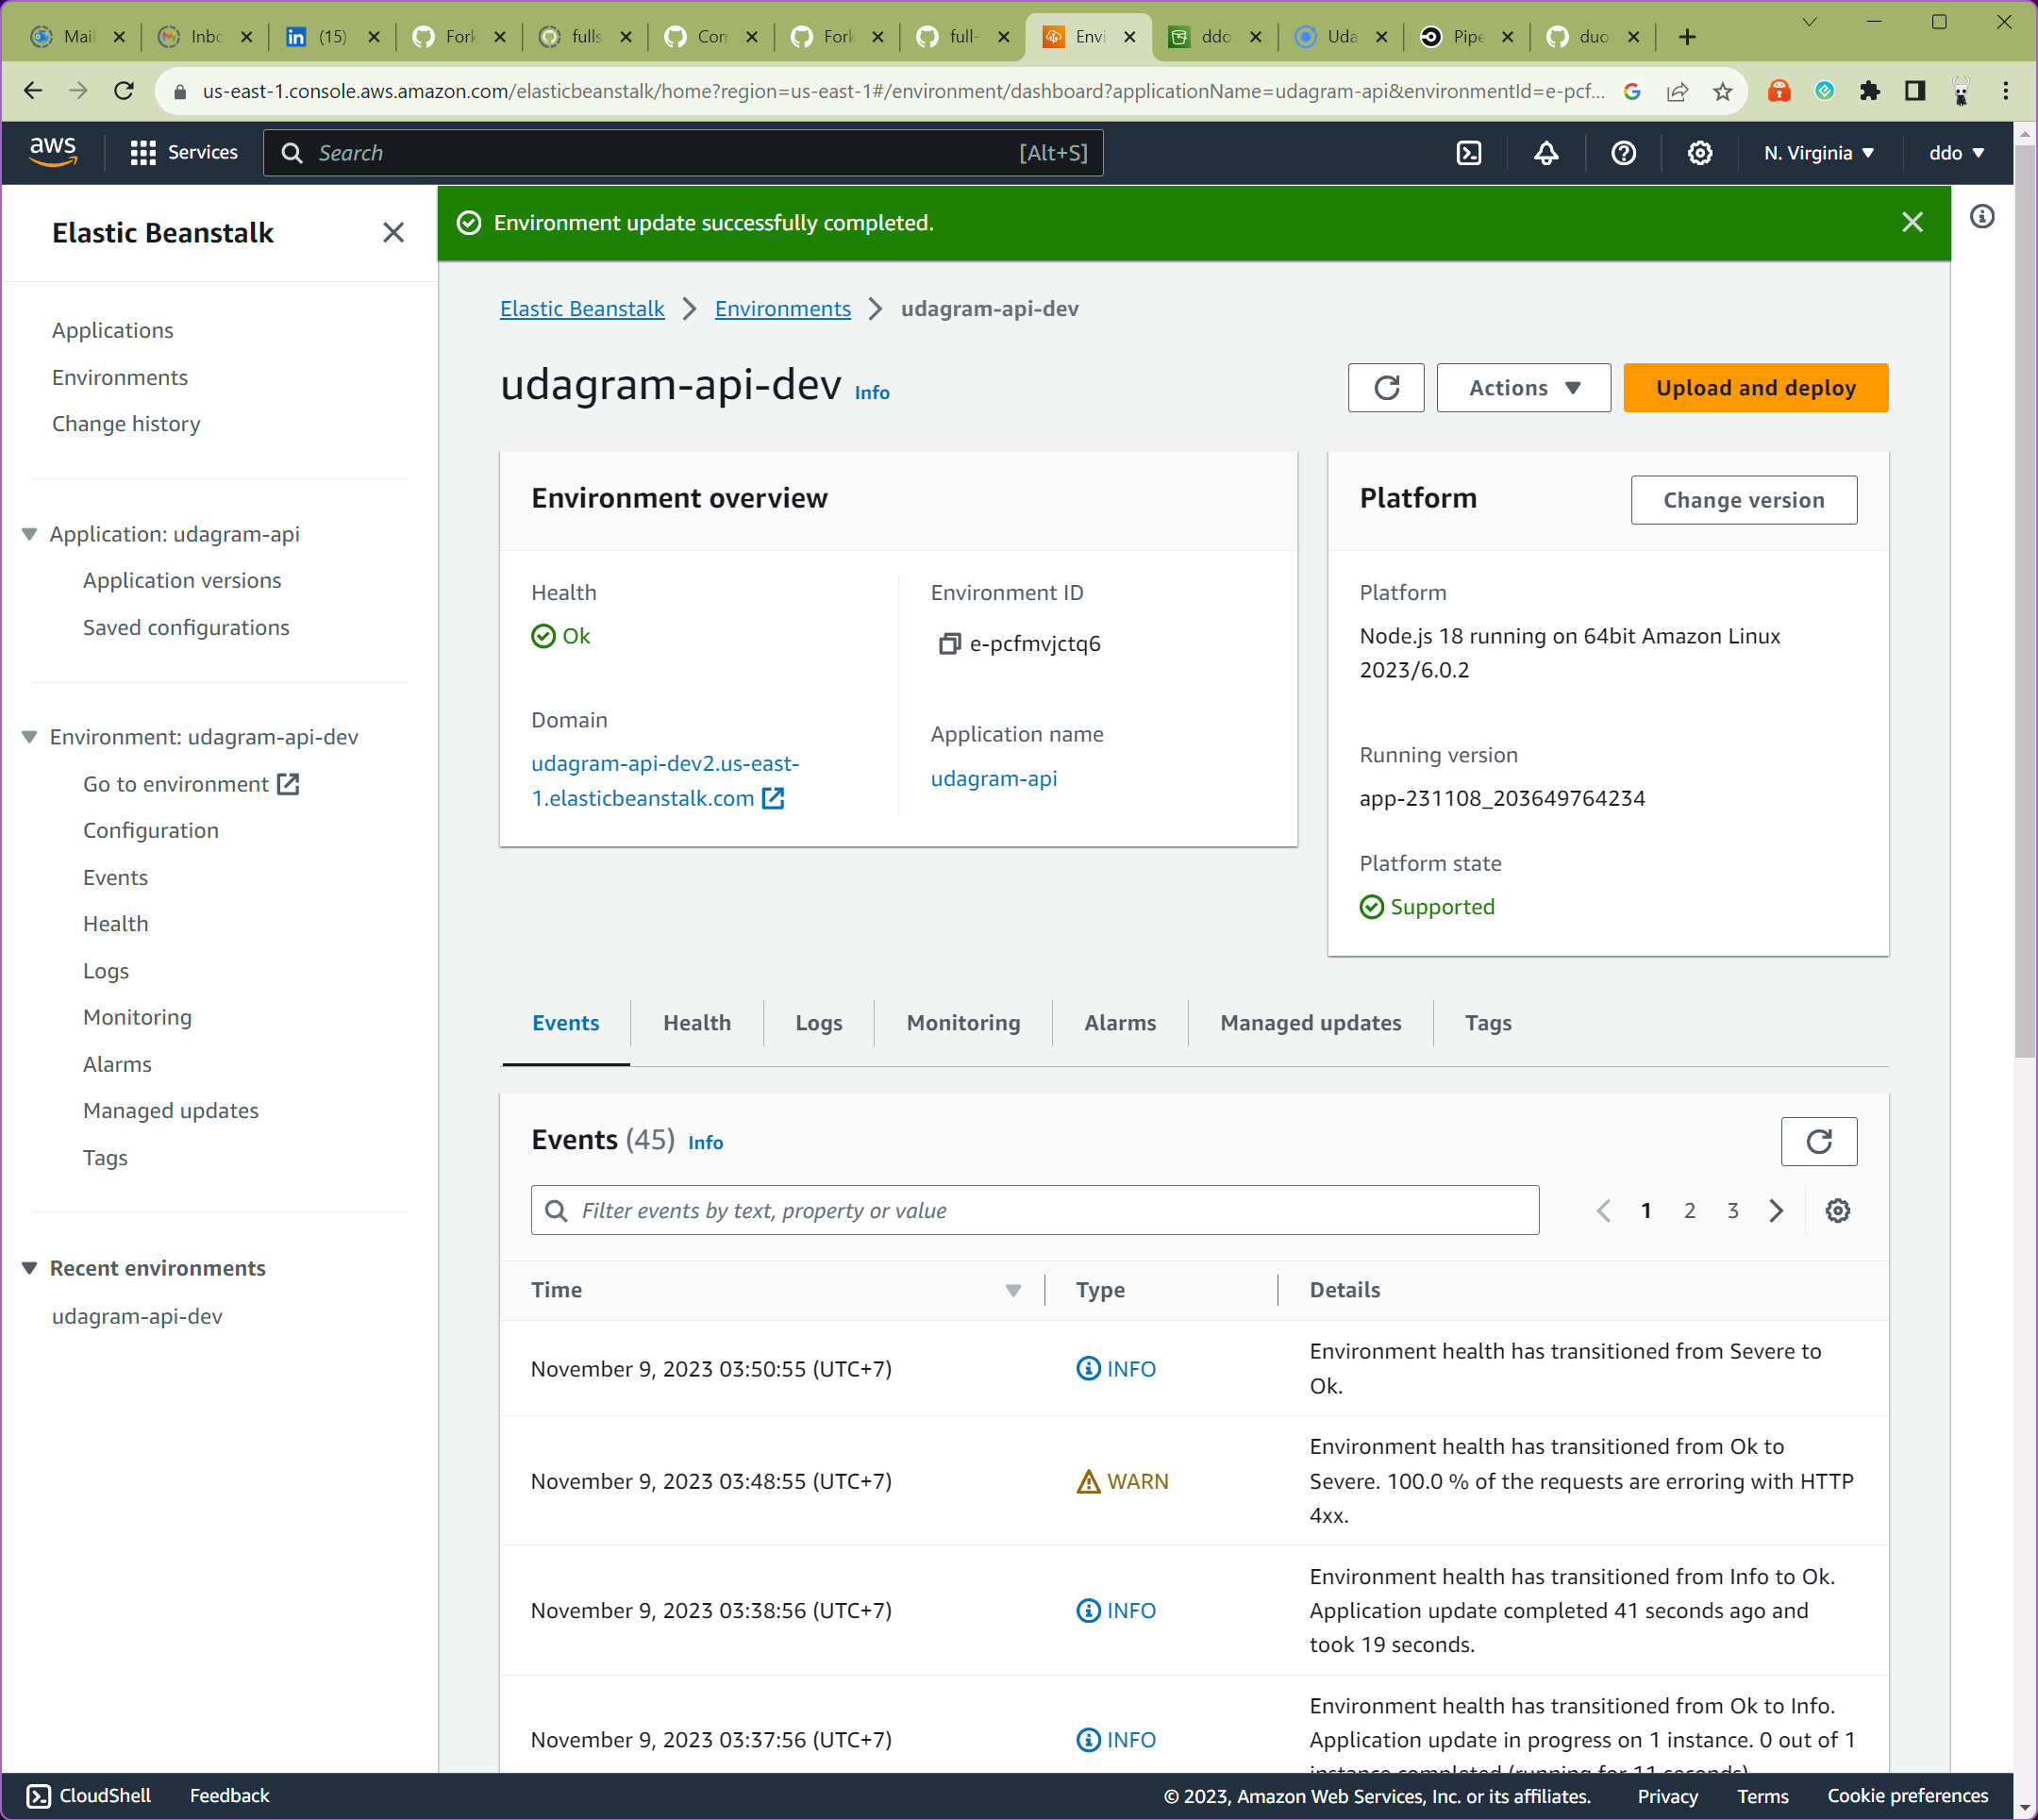 Mail
Inbc
(15)
Fork
fulls
Con
Fork
full-
Envi
ddo
Uda
Pipe
duo
us-east-1.console.aws.amazon.com/elasticbeanstalk/home?region=us-east-1#/environment/dashboard?applicationName=udagram-api&environmentId=e-pcf...
aws
Services
Search
[Alt+S]
N. Virginia
ddo
Elastic Beanstalk
Applications
Environments
Change history
Application: udagram-api
Application versions
Saved configurations
Environment: udagram-api-dev
Go to environment
Configuration
Events
Health
Logs
Monitoring
Alarms
Managed updates
Tags
Recent environments
udagram-api-dev
Environment update successfully completed.
Elastic Beanstalk
Environments
udagram-api-dev
udagram-api-dev Info
Actions
Upload and deploy
Environment overview
Health
Ok
Domain
udagram-api-dev2.us-east-
1.elasticbeanstalk.com
Environment ID
e-pcfmvjctq6
Application name
udagram-api
Platform
Change version
Platform
Node.js 18 running on 64bit Amazon Linux
2023/6.0.2
Running version
app-231108_203649764234
Platform state
Supported
Events
Health
Logs
Monitoring
Alarms
Managed updates
Tags
Events (45) Info
Filter events by text, property or value
1 2 3
Time
Type
Details
November 9, 2023 03:50:55 (UTC+7)
INFO
Environment health has transitioned from Severe to
Ok.
November 9, 2023 03:48:55 (UTC+7)
WARN
Environment health has transitioned from Ok to
Severe. 100.0 % of the requests are erroring with HTTP
4xx.
November 9, 2023 03:38:56 (UTC+7)
INFO
Environment health has transitioned from Info to Ok.
Application update completed 41 seconds ago and
took 19 seconds.
November 9, 2023 03:37:56 (UTC+7)
INFO
Environment health has transitioned from Ok to Info.
Application update in progress on 1 instance. 0 out of 1
instance completed (running for 11 seconds).
CloudShell
Feedback
© 2023, Amazon Web Services, Inc. or its affiliates.
Privacy
Terms
Cookie preferences